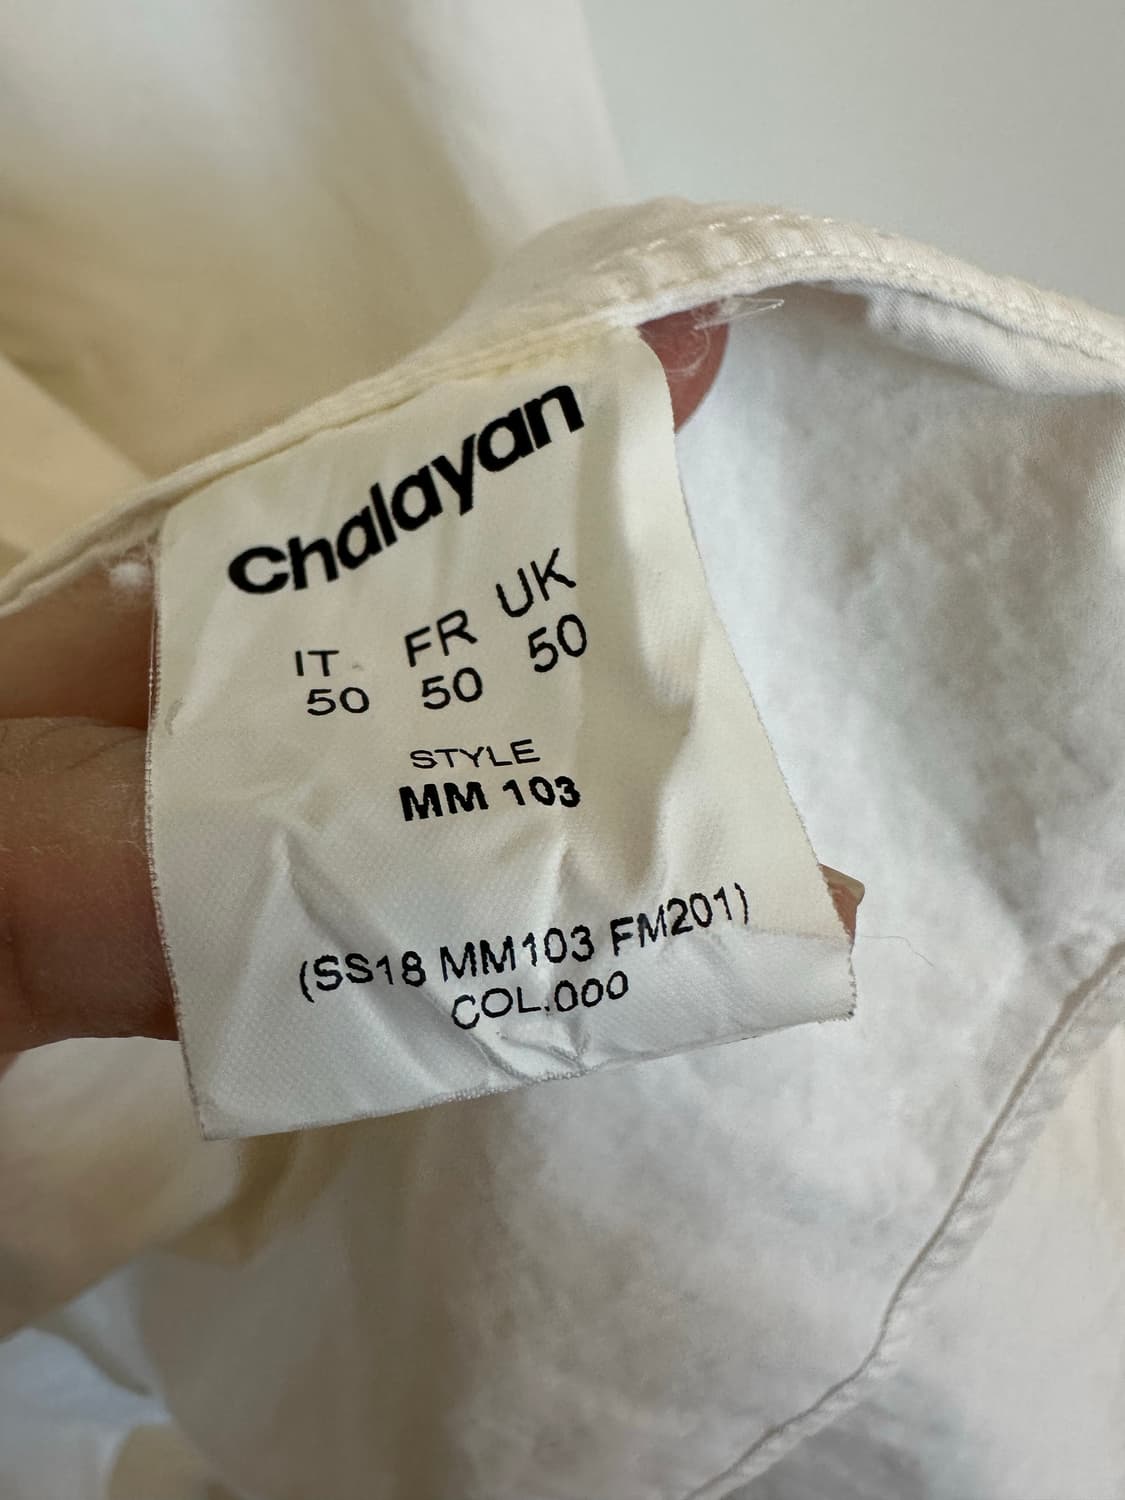 chalayan
IT FR UK
50 50 50
STYLE
MM 103
(SS18 MM103 FM201)
COL.000